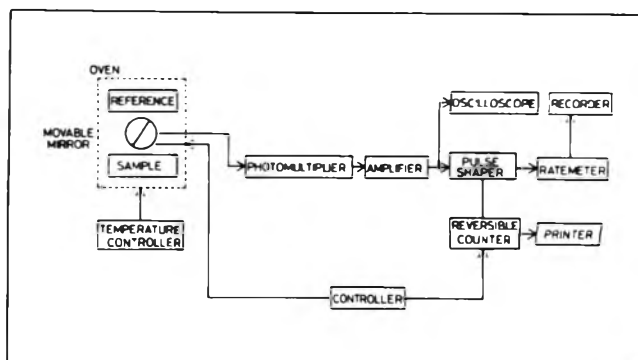 OVEN
REFERENCE
MOVABLE
MIRROR
SAMPLE
TEMPERATURE
CONTROLLER
PHOTOMULTIPLIER
AMPLIFIER
OSCILLOSCOPE
RECORDER
PULSE
SHAPER
RATEMETER
REVERSIBLE
COUNTER
PRINTER
CONTROLLER